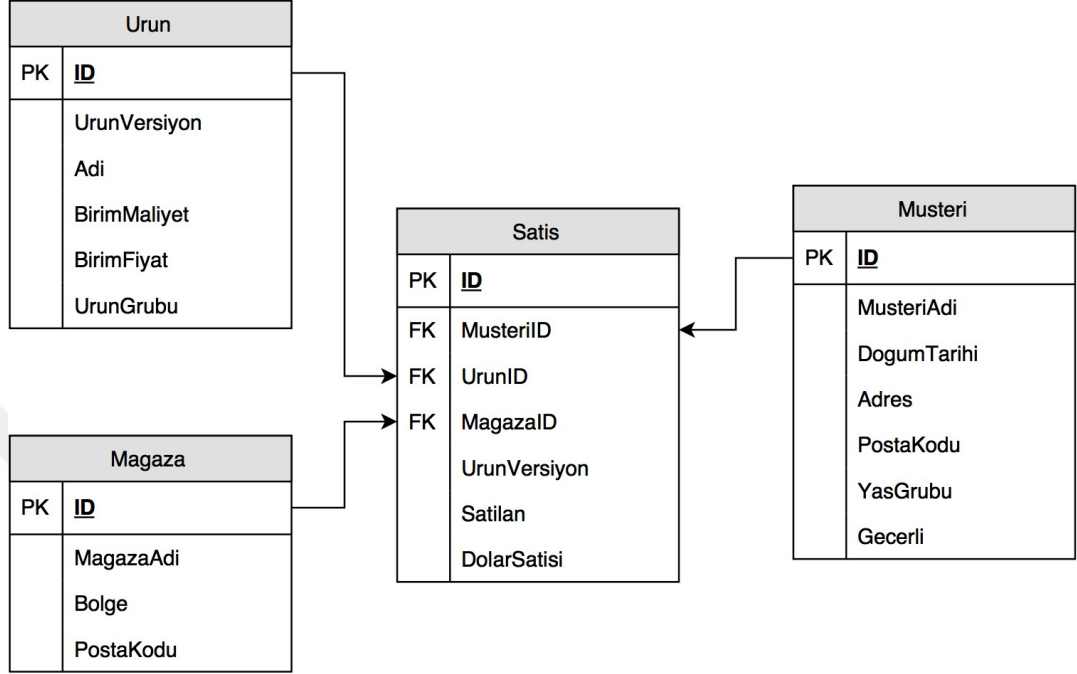 Urun
PK ID
UrunVersiyon
Adi
BirimMaliyet
BirimFiyat
UrunGrubu
Magaza
PK ID
MagazaAdi
Bolge
PostaKodu
Satis
PK ID
FK MusteriID
FK UrunID
FK MagazaID
UrunVersiyon
Satilan
DolarSatisi
Musteri
PK ID
MusteriAdi
DogumTarihi
Adres
PostaKodu
YasGrubu
Gecerli